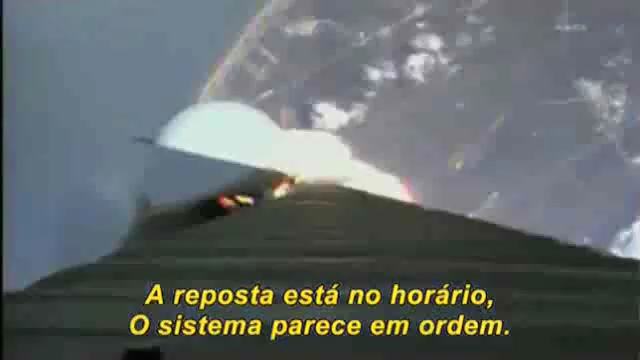 A reposta está no horário,
O sistema parece em ordem.